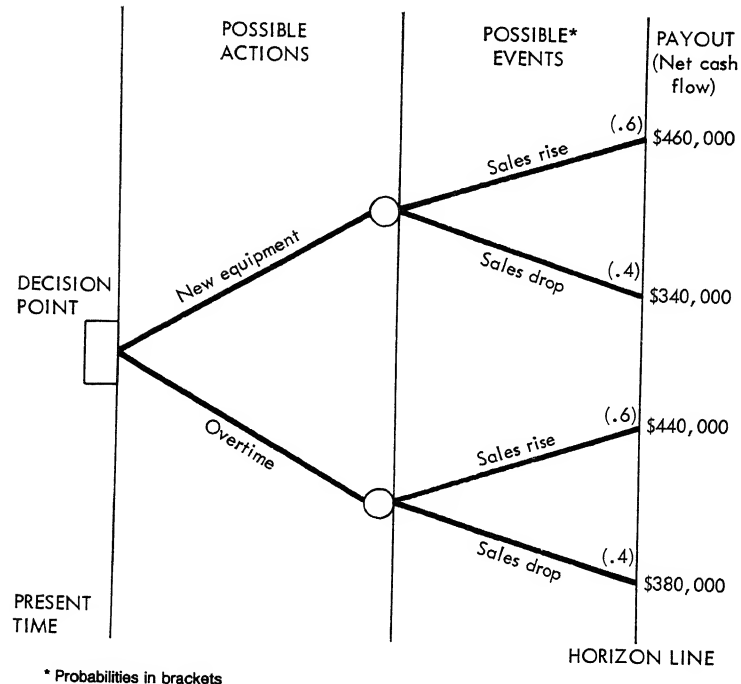 POSSIBLE
ACTIONS
POSSIBLE*
EVENTS
PAYOUT
(Net cash
flow)
(.6)
$460,000
Sales rise
New equipment
Sales drop
(.4)
$340,000
DECISION
POINT
(.6)
$440,000
Overtime
Sales rise
Sales drop
(.4)
$380,000
PRESENT
TIME
HORIZON LINE
* Probabilities in brackets